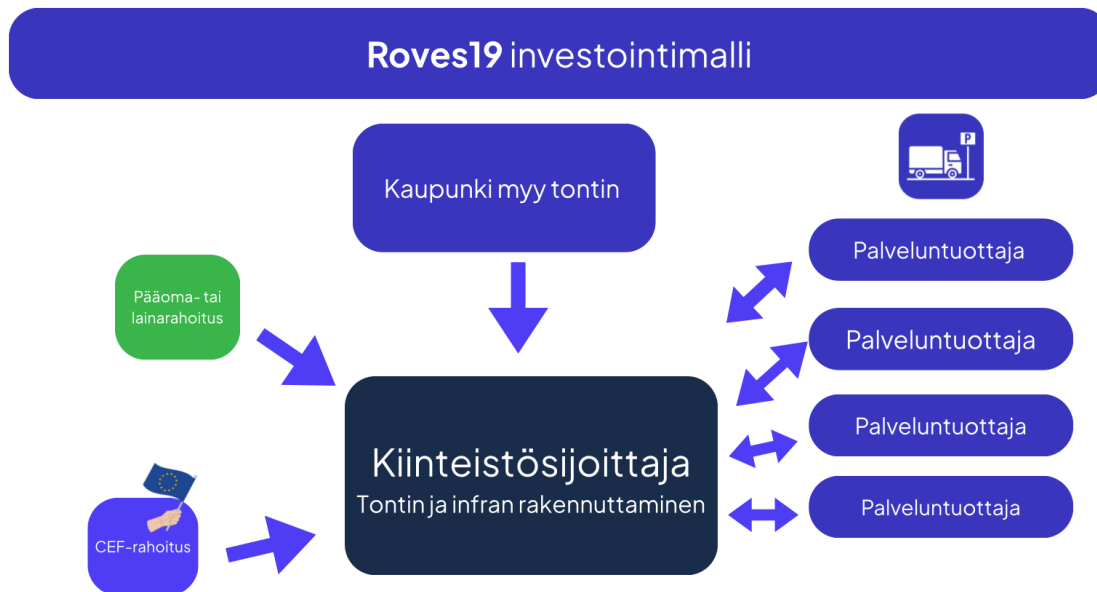 Roves19 investointimalli
Kaupunki myy tontin
P
Palveluntuottaja
Pääoma- tai
lainarahoitus
Palveluntuottaja
Kiinteistösijoittaja
Tontin ja infran rakennuttaminen
Palveluntuottaja
Palveluntuottaja
CEF-rahoitus